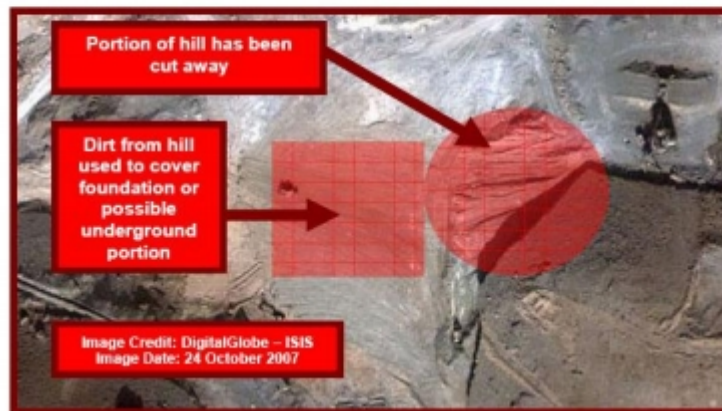 Portion of hill has been
cut away
Dirt from hill
used to cover
foundation or
possible
underground
portion
Image Credit: DigitalGlobe – ISIS
Image Date: 24 October 2007